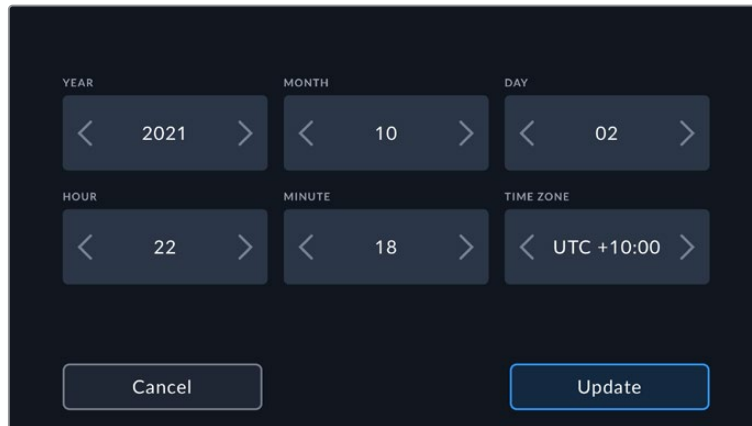 YEAR MONTH DAY
2021 10 02
HOUR MINUTE TIME ZONE
22 18 UTC +10:00
Cancel Update